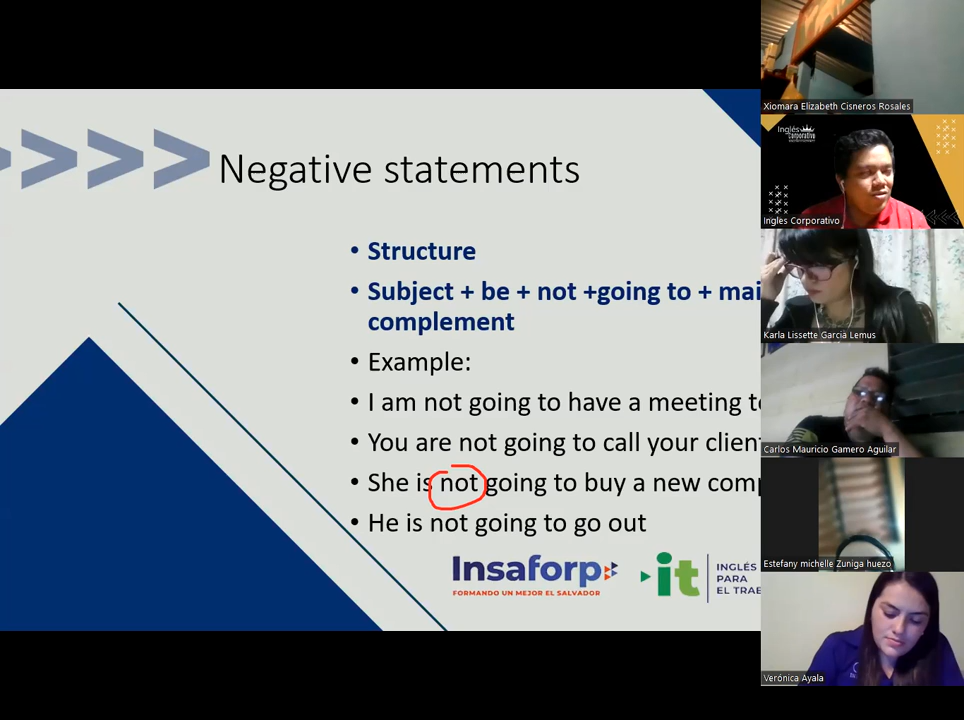 >>>> Negative statements
• Structure
• Subject + be + not +going to + mai
complement
• Example:
• I am not going to have a meeting to
• You are not going to call your client
• She is not going to buy a new comp
• He is not going to go out
Insaforp
FORMANDO UN MEJOR EL SALVADOR
it
INGLÉS
PARA
EL TRAB
Xiomara Elizabeth Cisneros Rosales
Inglés
Corporativo
Ingles Corporativo
Karla Lissette Garcia Lemus
Carlos Mauricio Gamero Aguilar
Estefany michelle Zuniga huezo
Verónica Ayala